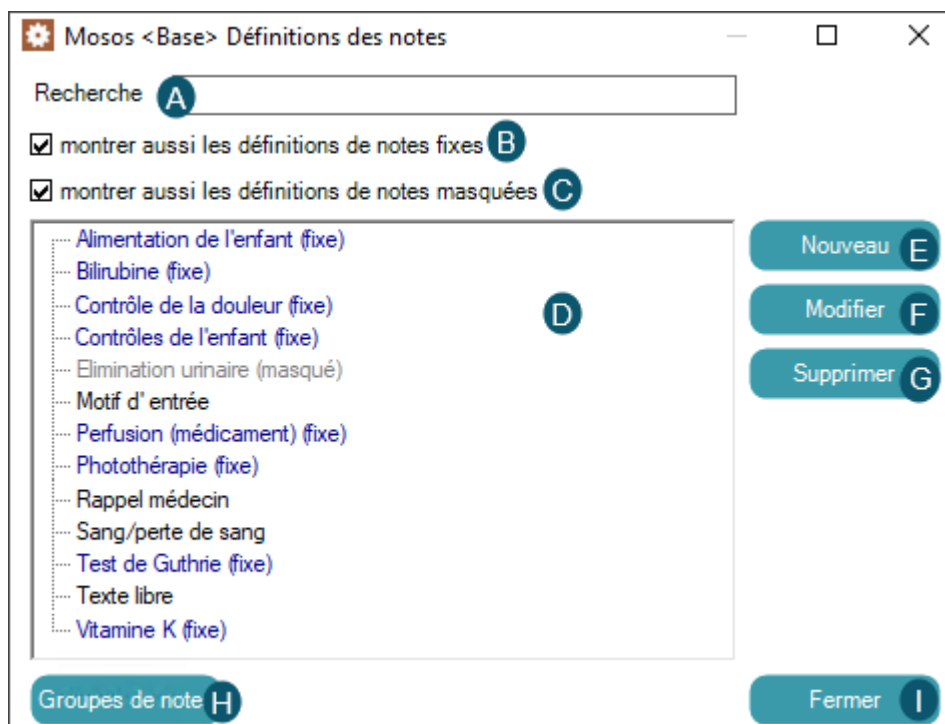 Mosos <Base> Définitions des notes
Recherche A
montrer aussi les définitions de notes fixes B
montrer aussi les définitions de notes masquées C
Alimentation de l'enfant (fixe)
Bilirubine (fixe)
Contrôle de la douleur (fixe)
Contrôles de l'enfant (fixe)
Elimination urinaire (masqué)
Motif d' entrée
Perfusion (médicament) (fixe)
Photothérapie (fixe)
Rappel médecin
Sang/perte de sang
Test de Guthrie (fixe)
Texte libre
Vitamine K (fixe)
D
Nouveau E
Modifier F
Supprimer G
Groupes de note H
Fermer I